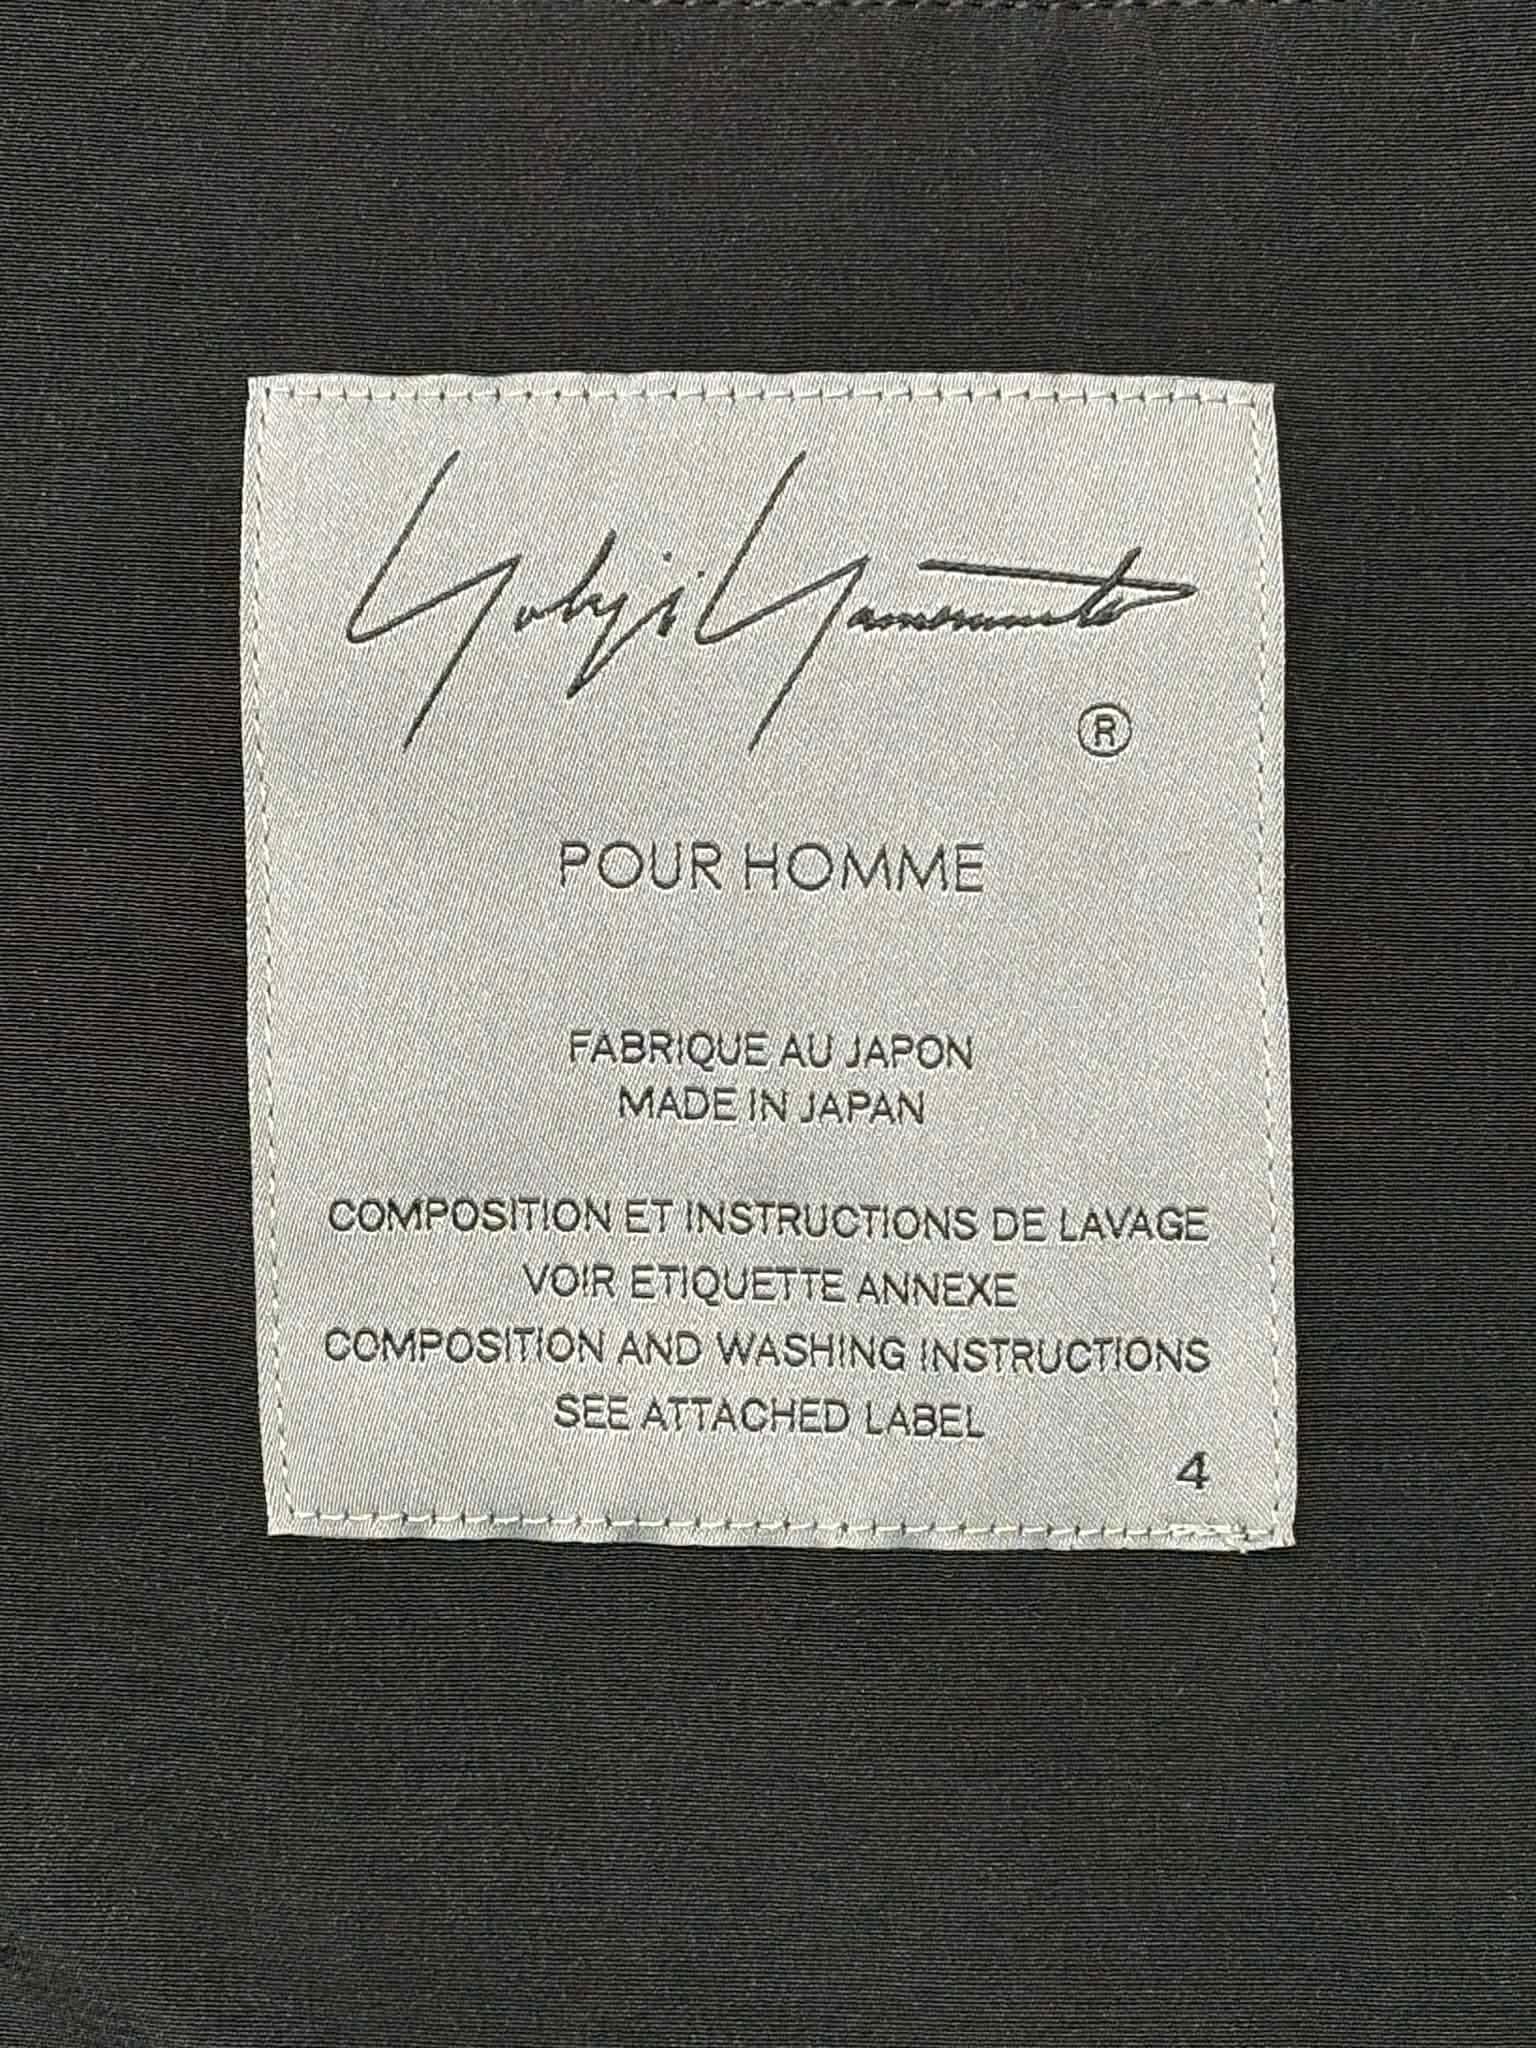 Yohji Yamamoto
®
POUR HOMME
FABRIQUE AU JAPON
MADE IN JAPAN
COMPOSITION ET INSTRUCTIONS DE LAVAGE
VOIR ETIQUETTE ANNEXE
COMPOSITION AND WASHING INSTRUCTIONS
SEE ATTACHED LABEL
4